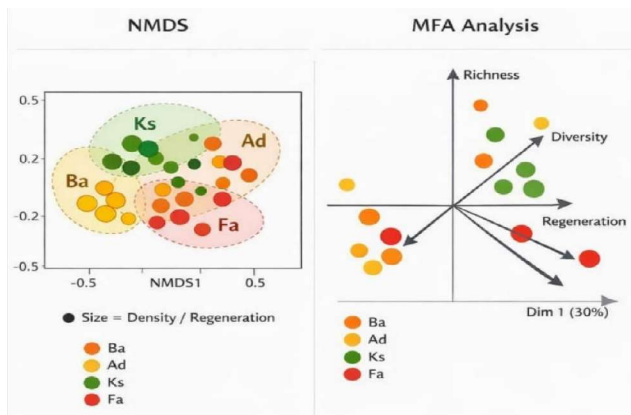 NMDS
0.5
0.2
-0.2
-0.5
Ks
Ad
Ba
Fa
-0.5
NMDS1
0.5
Size = Density / Regeneration
Ba
Ad
Ks
Fa
MFA Analysis
Richness
Diversity
Regeneration
Dim 1 (30%)
Ba
Ad
Ks
Fa